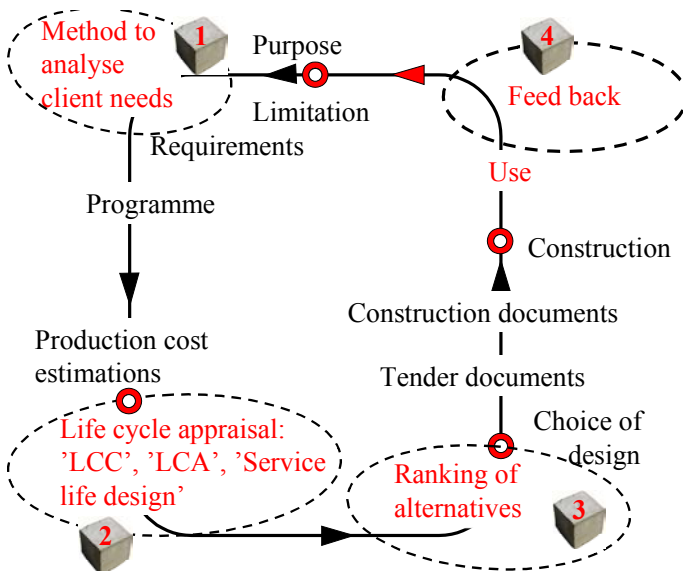 1
Method to
analyse
client needs
Purpose
Limitation
4
Feed back
Requirements
Use
Programme
Construction
Construction documents
Production cost
estimations
Tender documents
Choice of
design
Life cycle appraisal:
’LCC’, ’LCA’, ’Service
life design’
2
Ranking of
alternatives
3